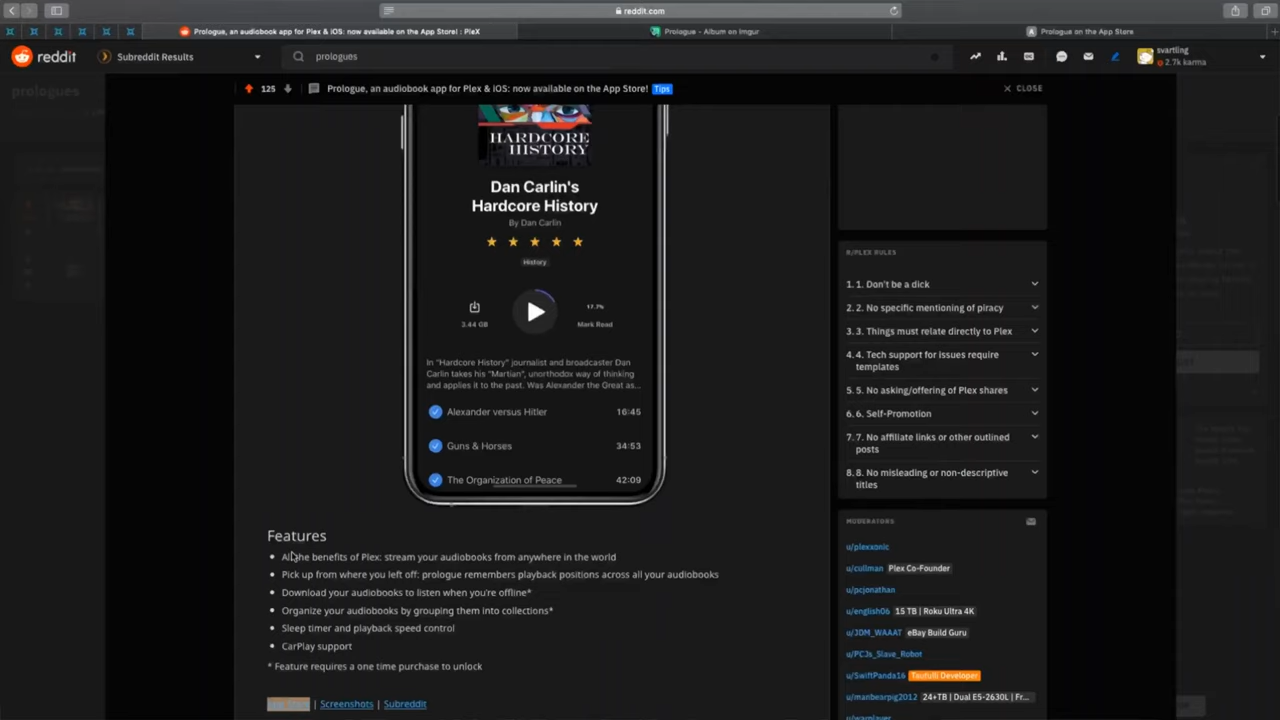 reddit.com
Prologue, an audiobook app for Plex & iOS: now available on the App Store! : PleX
Prologue - Album on Imgur
A Prologue on the App Store
reddit
Subreddit Results
prologues
svartling
2.7k karma
prologues
125
Prologue, an audiobook app for Plex & iOS: now available on the App Store! Tips
CLOSE
HARDCORE
HISTORY
Dan Carlin's
Hardcore History
By Dan Carlin
History
3.44 GB
17.7%
Mark Read
In "Hardcore History" journalist and broadcaster Dan
Carlin takes his "Martian", unorthodox way of thinking
and applies it to the past. Was Alexander the Great as...
Alexander versus Hitler 16:45
Guns & Horses 34:53
The Organization of Peace 42:09
Features
All the benefits of Plex: stream your audiobooks from anywhere in the world
Pick up from where you left off: prologue remembers playback positions across all your audiobooks
Download your audiobooks to listen when you're offline*
Organize your audiobooks by grouping them into collections*
Sleep timer and playback speed control
CarPlay support
* Feature requires a one time purchase to unlock
| Screenshots | Subreddit
R/PLEX RULES
1. 1. Don't be a dick
2. 2. No specific mentioning of piracy
3. 3. Things must relate directly to Plex
4. 4. Tech support for issues require
templates
5. 5. No asking/offering of Plex shares
6. 6. Self-Promotion
7. 7. No affiliate links or other outlined
posts
8. 8. No misleading or non-descriptive
titles
MODERATORS
u/plexxonic
u/cullman Plex Co-Founder
u/pcjonathan
u/english06 15 TB | Roku Ultra 4K
u/JDM_WAAAT eBay Build Guru
u/PCJs_Slave_Robot
u/SwiftPanda16 Tautulli Developer
u/manbearpig2012 24+TB | Dual E5-2630L | Fr...